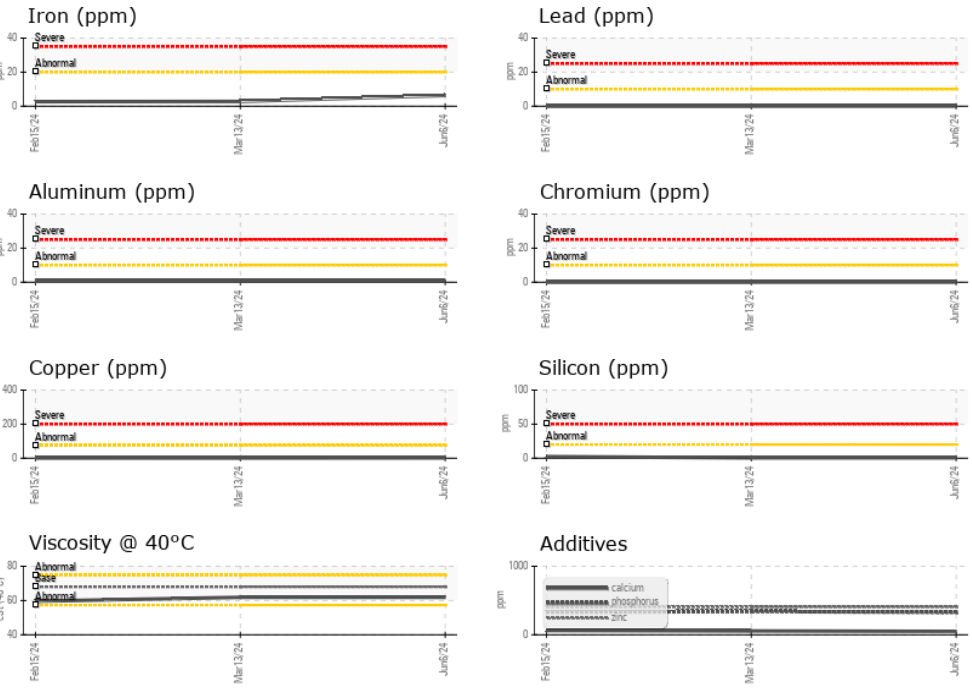 Iron (ppm)
40
Severe
Abnormal
20
0
ppm
Feb15/24
Mar13/24
Jun6/24
Lead (ppm)
40
Severe
20
Abnormal
0
ppm
Feb15/24
Mar13/24
Jun6/24
Aluminum (ppm)
40
Severe
20
Abnormal
0
ppm
Feb15/24
Mar13/24
Jun6/24
Chromium (ppm)
40
Severe
20
Abnormal
0
ppm
Feb15/24
Mar13/24
Jun6/24
Copper (ppm)
400
Severe
200
Abnormal
0
Feb15/24
Mar13/24
Jun6/24
Silicon (ppm)
100
Severe
50
Abnormal
0
ppm
Feb15/24
Mar13/24
Jun6/24
Viscosity @ 40°C
80
Abnormal
Base
60
Abnormal
40
Feb15/24
Mar13/24
Jun6/24
Additives
1000
calcium
phosphorus
zinc
0
ppm
Feb15/24
Mar13/24
Jun6/24